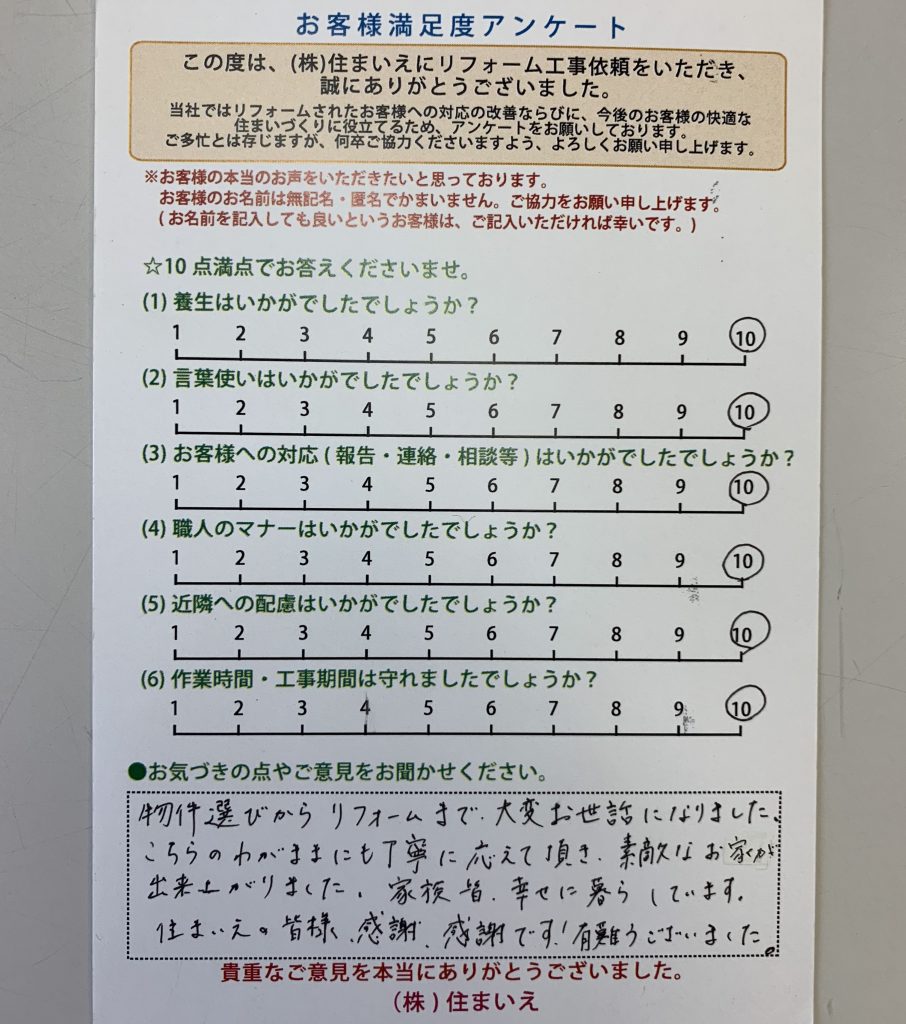 お客様満足度アンケート
この度は、(株)住まいえにリフォーム工事依頼をいただき、
誠にありがとうございました。
当社ではリフォームされたお客様への対応の改善ならびに、今後のお客様の快適な
住まいづくりに役立てるため、アンケートをお願いしております。
ご多忙とは存じますが、何卒ご協力くださいますよう、よろしくお願い申し上げます。
※お客様の本当のお声をいただきたいと思っております。
お客様のお名前は無記名・匿名でかまいません。ご協力をお願い申し上げます。
(お名前を記入しても良いというお客様は、ご記入いただければ幸いです。)
☆10点満点でお答えくださいませ。
(1) 養生はいかがでしたでしょうか?
1 2 3 4 5 6 7 8 9 10
(2) 言葉使いはいかがでしたでしょうか?
1 2 3 4 5 6 7 8 9 10
(3) お客様への対応(報告・連絡・相談等)はいかがでしたでしょうか?
1 2 3 4 5 6 7 8 9 10
(4) 職人のマナーはいかがでしたでしょうか?
1 2 3 4 5 6 7 8 9 10
(5) 近隣への配慮はいかがでしたでしょうか?
1 2 3 4 5 6 7 8 9 10
(6) 作業時間・工事期間は守れましたでしょうか?
1 2 3 4 5 6 7 8 9 10
●お気づきの点やご意見をお聞かせください。
物件選びからリフォームまで、大変お世話になりました。
こちらのわがままにも丁寧に応えて頂き、素敵なお家が
出来上がりました。家族皆、幸せに暮らしています。
住まいえの皆様、感謝、感謝です!有難うございました。
貴重なご意見を本当にありがとうございました。
(株)住まいえ